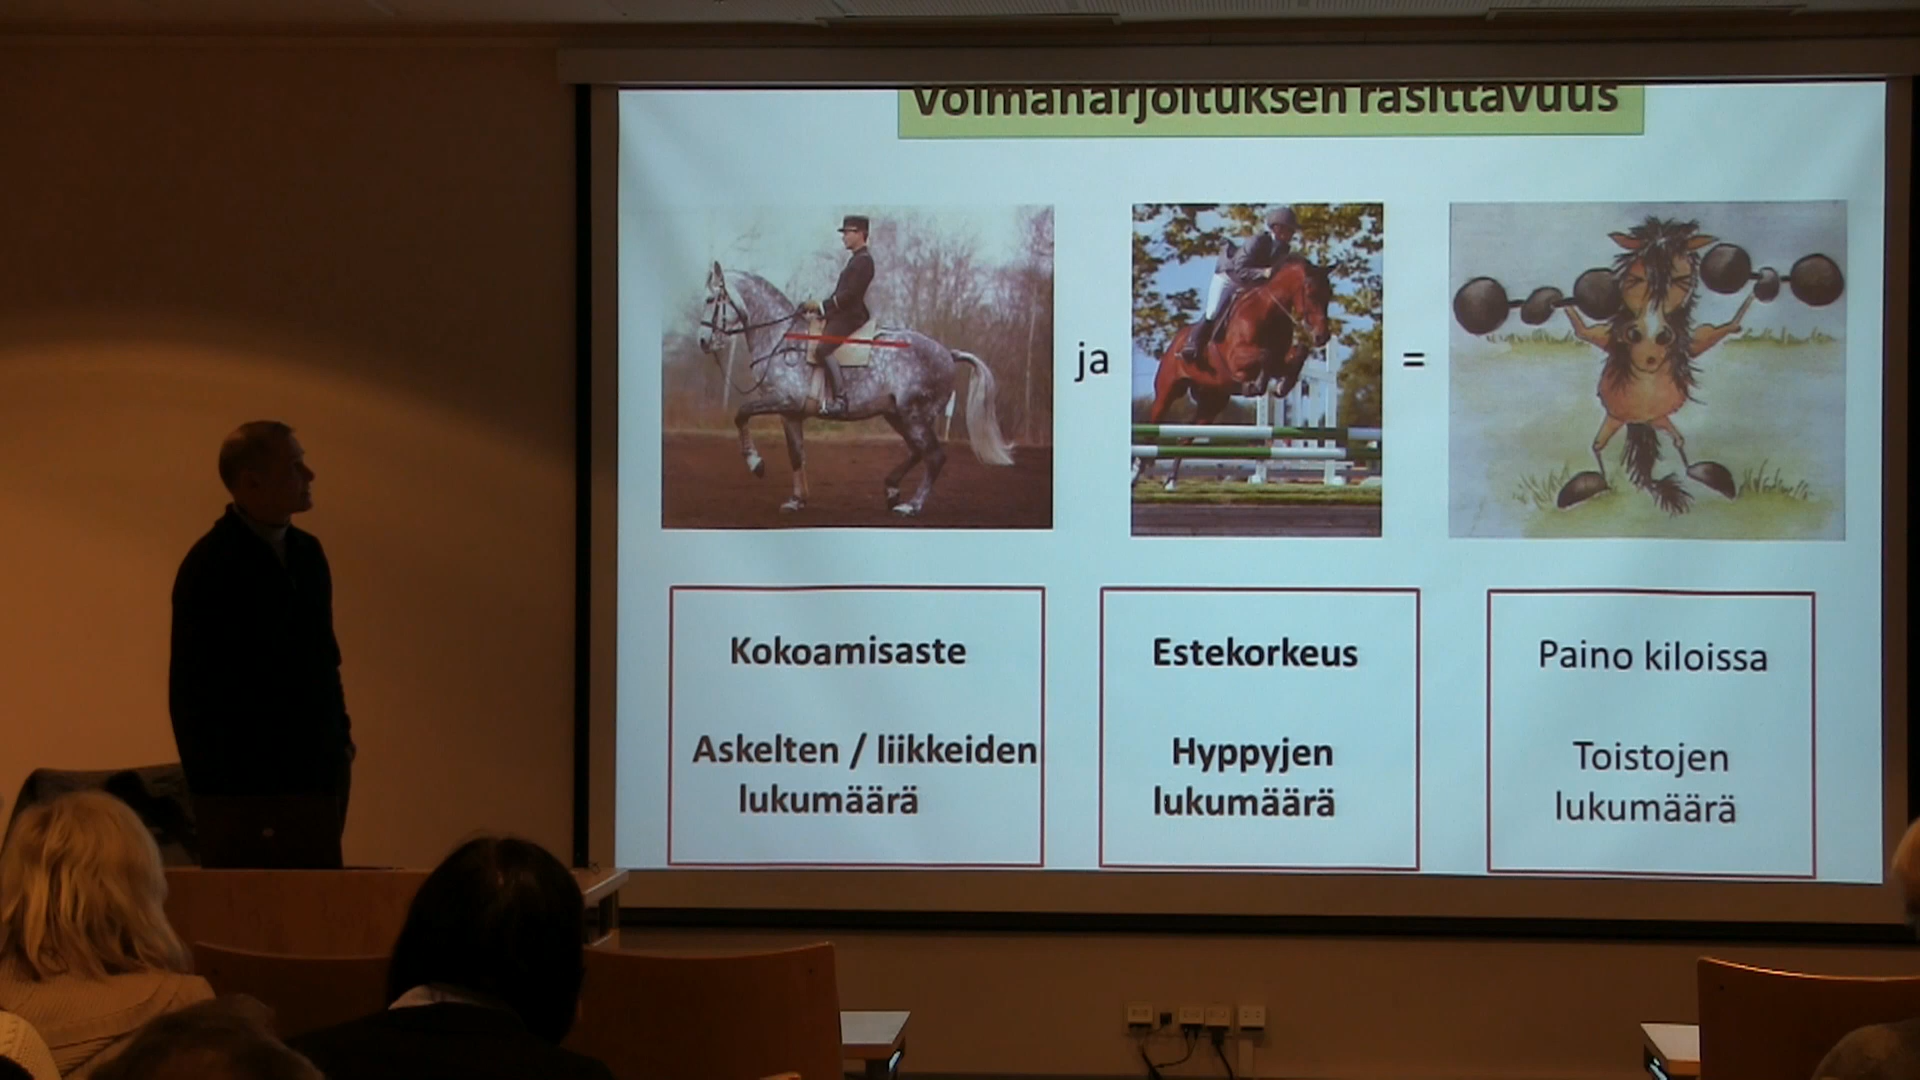 Voimaharjoituksen rasittavuus
ja
=
Kokoamisaste
Askelten / liikkeiden
lukumäärä
Estekorkeus
Hyppyjen
lukumäärä
Paino kiloissa
Toistojen
lukumäärä